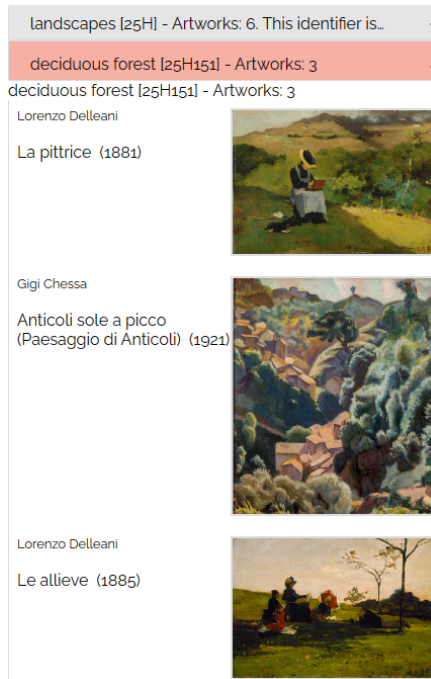 landscapes [25H] - Artworks: 6. This identifier is...
deciduous forest [25H151] - Artworks: 3
deciduous forest [25H151] - Artworks: 3
Lorenzo Delleani
La pittrice (1881)
Gigi Chessa
Anticoli sole a picco
(Paesaggio di Anticoli) (1921)
Lorenzo Delleani
Le allieve (1885)